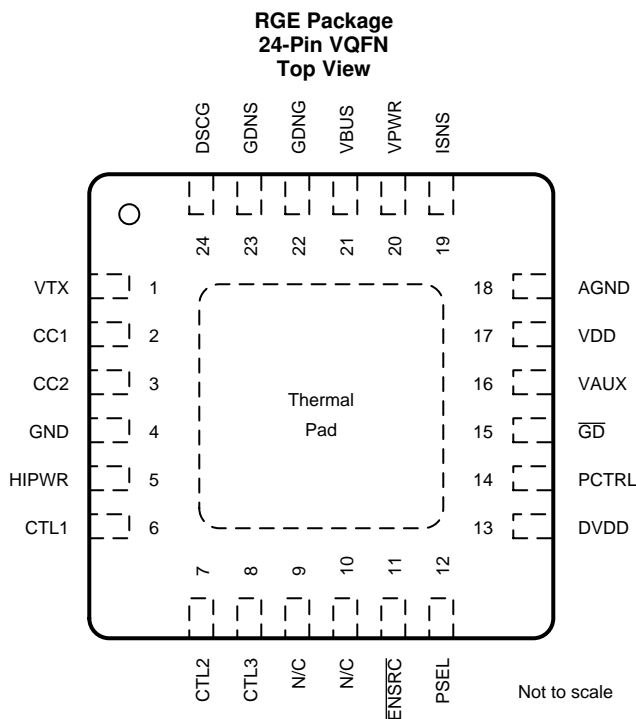 RGE Package
24-Pin VQFN
Top View
DSCG
GDNS
GDNG
VBUS
VPWR
ISNS
24
23
22
21
20
19
VTX 1
CC1 2
CC2 3
GND 4
HIPWR 5
CTL1 6
Thermal
Pad
18 AGND
17 VDD
16 VAUX
15 G̅D̅
14 PCTRL
13 DVDD
7
8
9
10
11
12
CTL2
CTL3
N/C
N/C
E̅N̅S̅R̅C̅
PSEL
Not to scale